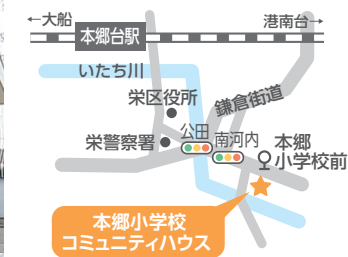 ←大船
港南台→
本郷台駅
いたち川
栄区役所
鎌倉街道
栄警察署
公田
南河内
本郷
小学校前
本郷小学校
コミュニティハウス